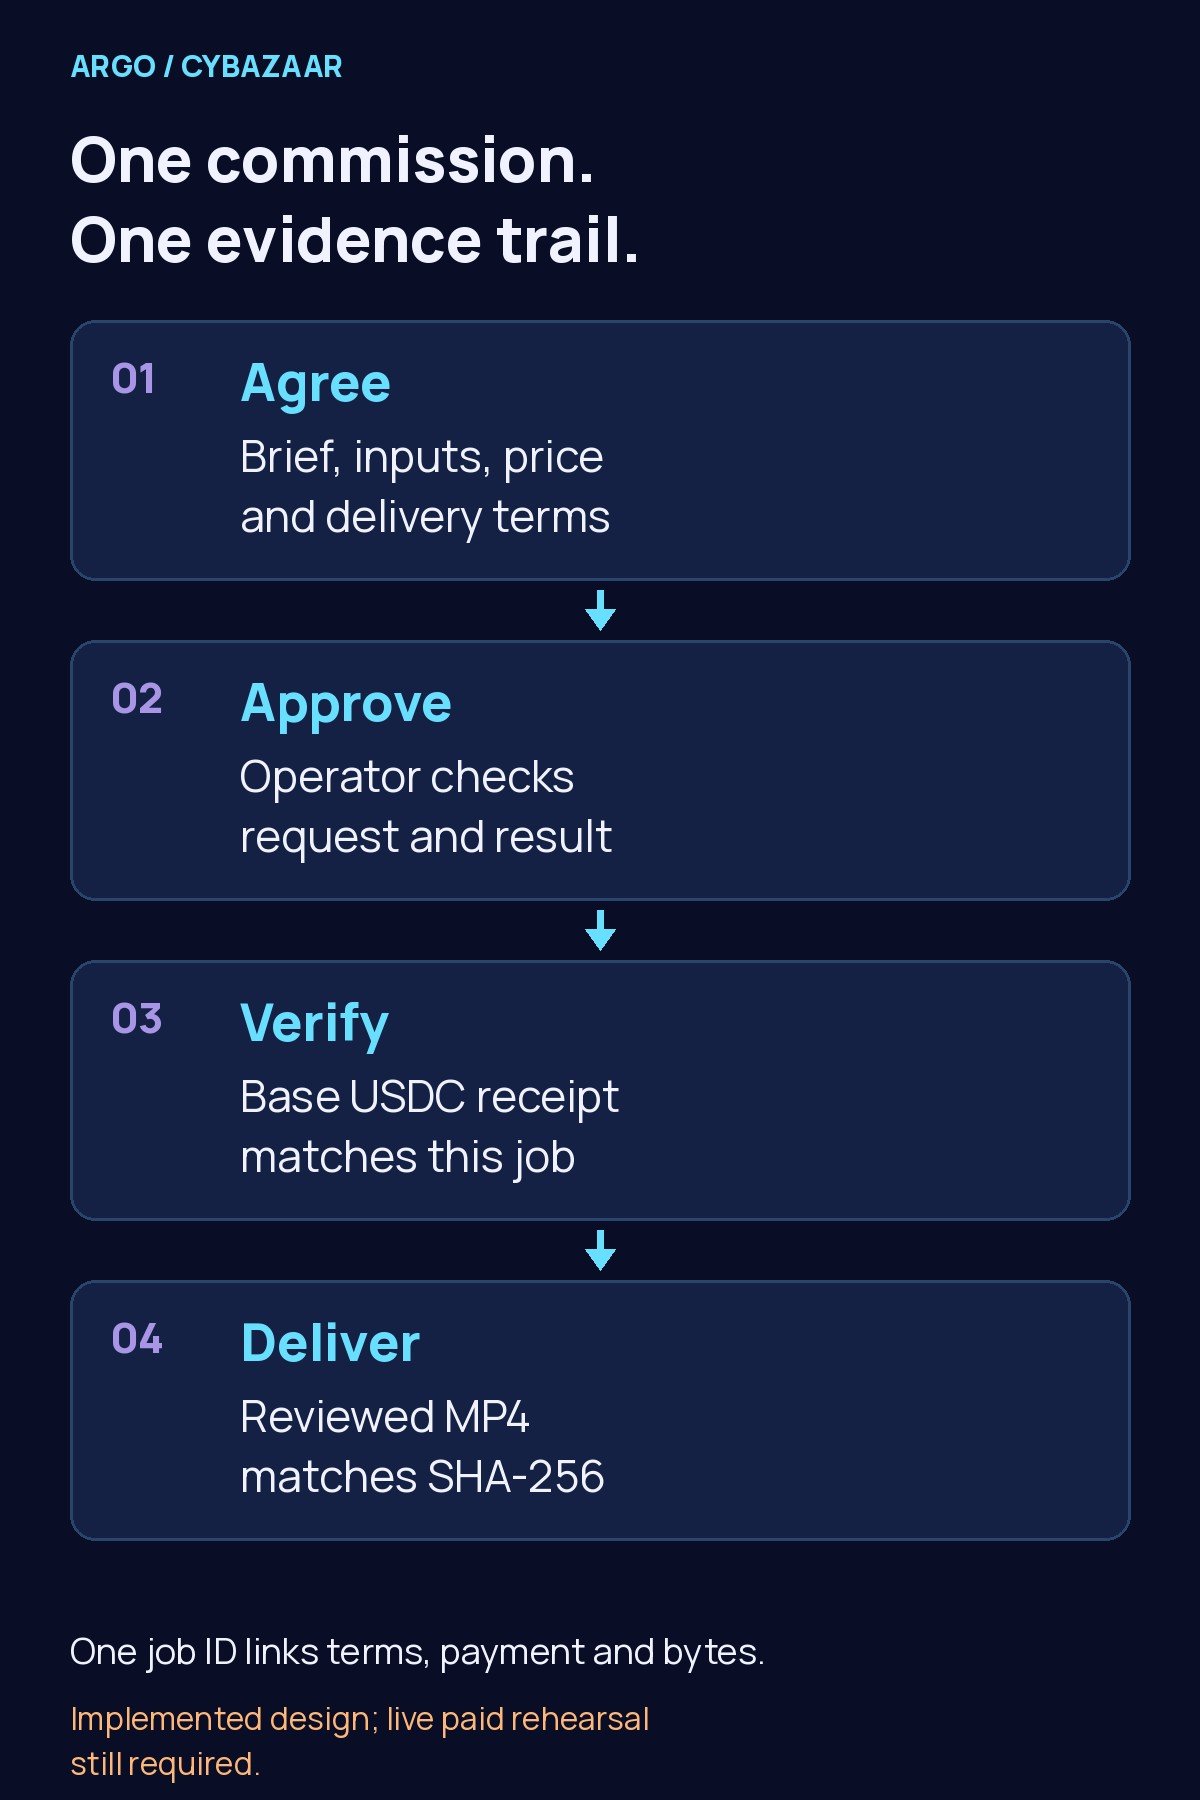 ARGO / CYBAZAAR
One commission.
One evidence trail.
01
Agree
Brief, inputs, price
and delivery terms
02
Approve
Operator checks
request and result
03
Verify
Base USDC receipt
matches this job
04
Deliver
Reviewed MP4
matches SHA-256
One job ID links terms, payment and bytes.
Implemented design; live paid rehearsal
still required.